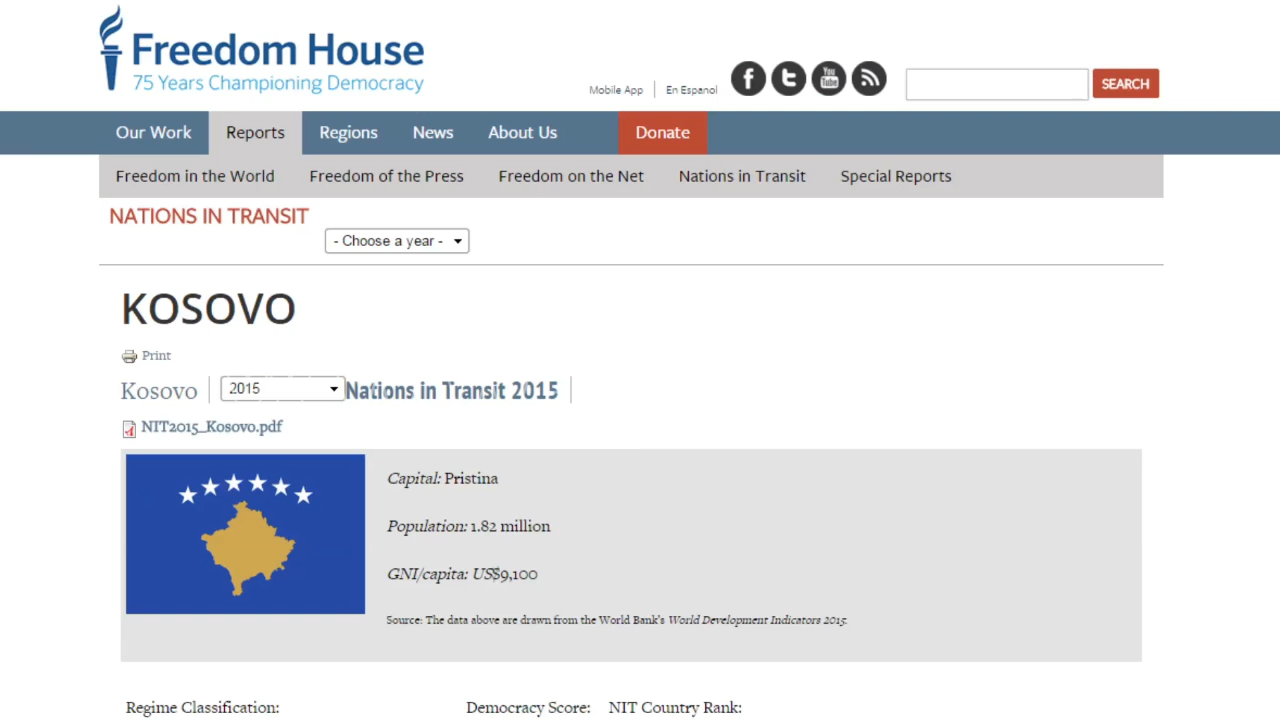 Freedom House
75 Years Championing Democracy
Mobile App
En Espanol
You Tube
SEARCH
Our Work
Reports
Regions
News
About Us
Donate
Freedom in the World
Freedom of the Press
Freedom on the Net
Nations in Transit
Special Reports
NATIONS IN TRANSIT
- Choose a year -
KOSOVO
Print
Kosovo
2015
Nations in Transit 2015
NIT2015_Kosovo.pdf
Capital: Pristina
Population: 1.82 million
GNI/capita: US$9,100
Source: The data above are drawn from the World Bank's World Development Indicators 2015.
Regime Classification:
Democracy Score:
NIT Country Rank: